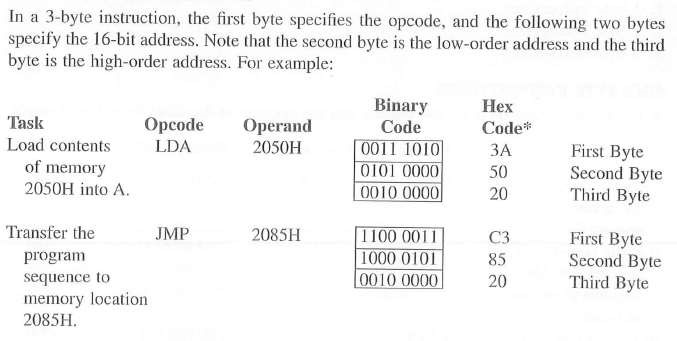 In a 3-byte instruction, the first byte specifies the opcode, and the following two bytes
specify the 16-bit address. Note that the second byte is the low-order address and the third
byte is the high-order address. For example:
Binary Hex
Task Opcode Operand Code Code*
Load contents LDA 2050H 0011 1010 3A First Byte
of memory 0101 0000 50 Second Byte
2050H into A. 0010 0000 20 Third Byte
Transfer the JMP 2085H 1100 0011 C3 First Byte
program 1000 0101 85 Second Byte
sequence to 0010 0000 20 Third Byte
memory location
2085H.